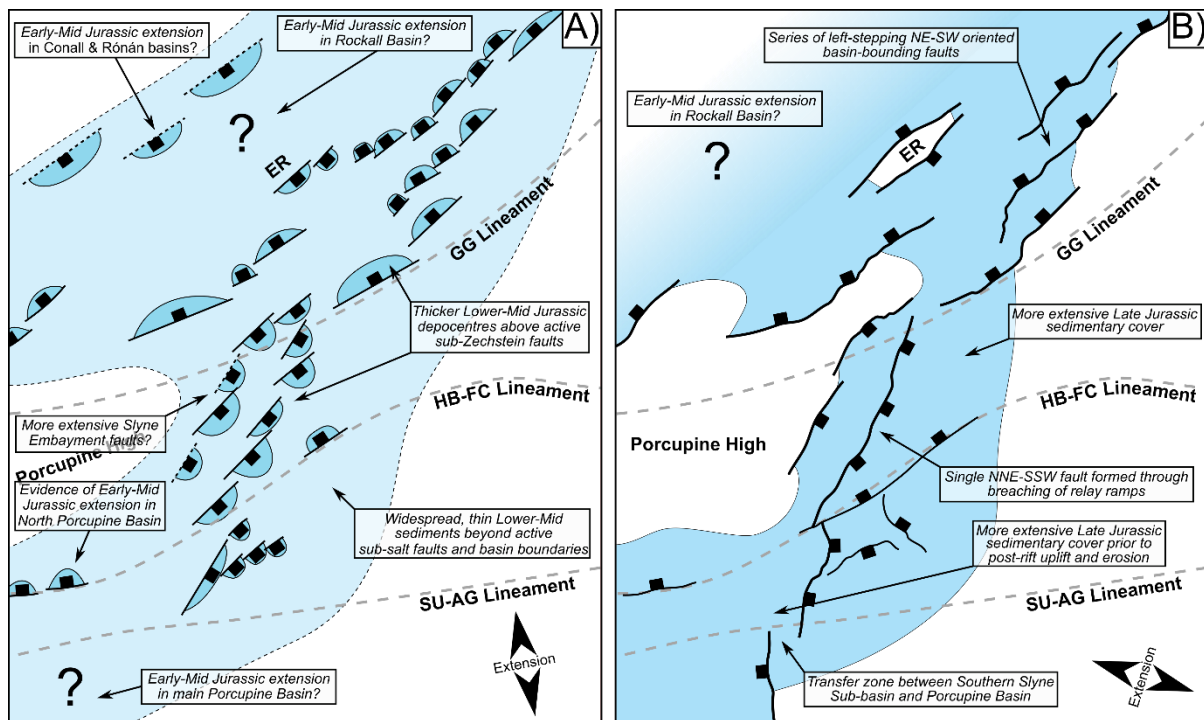 A)
Early-Mid Jurassic extension
in Conall & Rónán basins?
Early-Mid Jurassic extension
in Rockall Basin?
?
ER
GG Lineament
Thicker Lower-Mid Jurassic
depocentres above active
sub-Zechstein faults
HB-FC Lineament
More extensive Slyne
Embayment faults?
Porcupine High
Evidence of Early-Mid
Jurassic extension in
North Porcupine Basin
Widespread, thin Lower-Mid
sediments beyond active
sub-salt faults and basin boundaries
SU-AG Lineament
?
Early-Mid Jurassic extension
in main Porcupine Basin?
Extension
B)
Series of left-stepping NE-SW oriented
basin-bounding faults
Early-Mid Jurassic extension
in Rockall Basin?
?
ER
GG Lineament
More extensive Late Jurassic
sedimentary cover
HB-FC Lineament
Porcupine High
Single NNE-SSW fault formed through
breaching of relay ramps
More extensive Late Jurassic
sedimentary cover prior to
post-rift uplift and erosion
SU-AG Lineament
Transfer zone between Southern Slyne
Sub-basin and Porcupine Basin
Extension